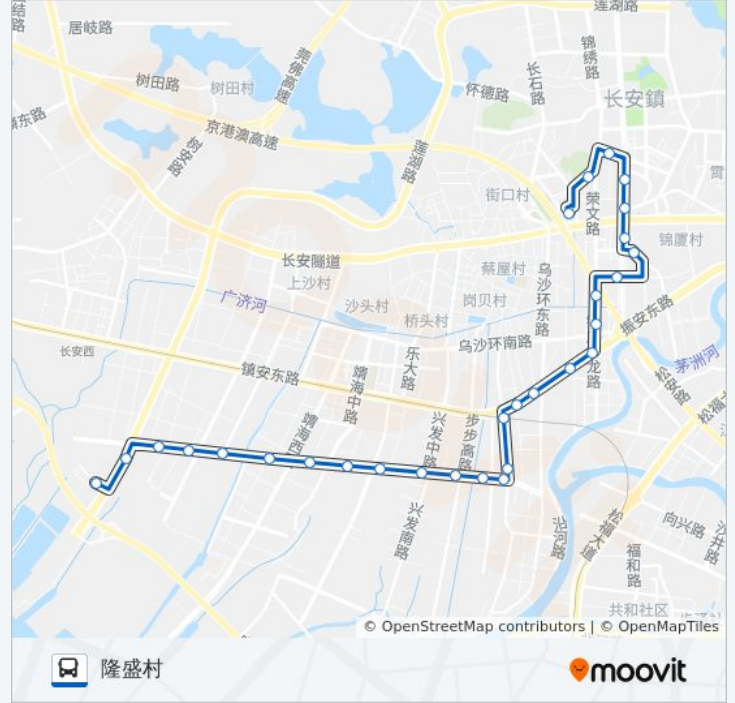 莲湖路
居岐路
锦绣路
莞佛高速
长石路
树田路
树田村
怀德路
长安鎮
京港澳高速
树安路
莲湖路
街口村
荣文路
锦厦村
长安隧道
上沙村
蔡屋村
乌沙环东路
广济河
沙头村
岗贝村
桥头村
振安东路
乌沙环南路
长安西
乐大路
茅洲河
镇安东路
靖海中路
松安路
松福大
兴发中路
步步高路
靖海西
兴发南路
松福大道
沿河路
向兴路
沙井路
福和路
共和社区
© OpenStreetMap contributors | © OpenMapTiles
隆盛村
moovit